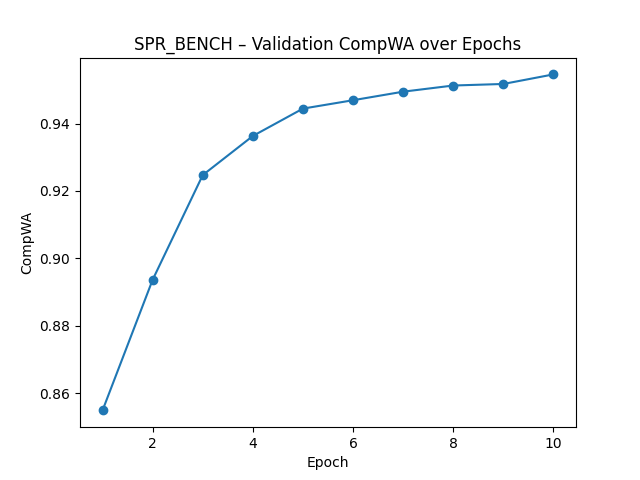 SPR_BENCH – Validation CompWA over Epochs
0.94
0.92
0.90
0.88
0.86
CompWA
2 4 6 8 10
Epoch